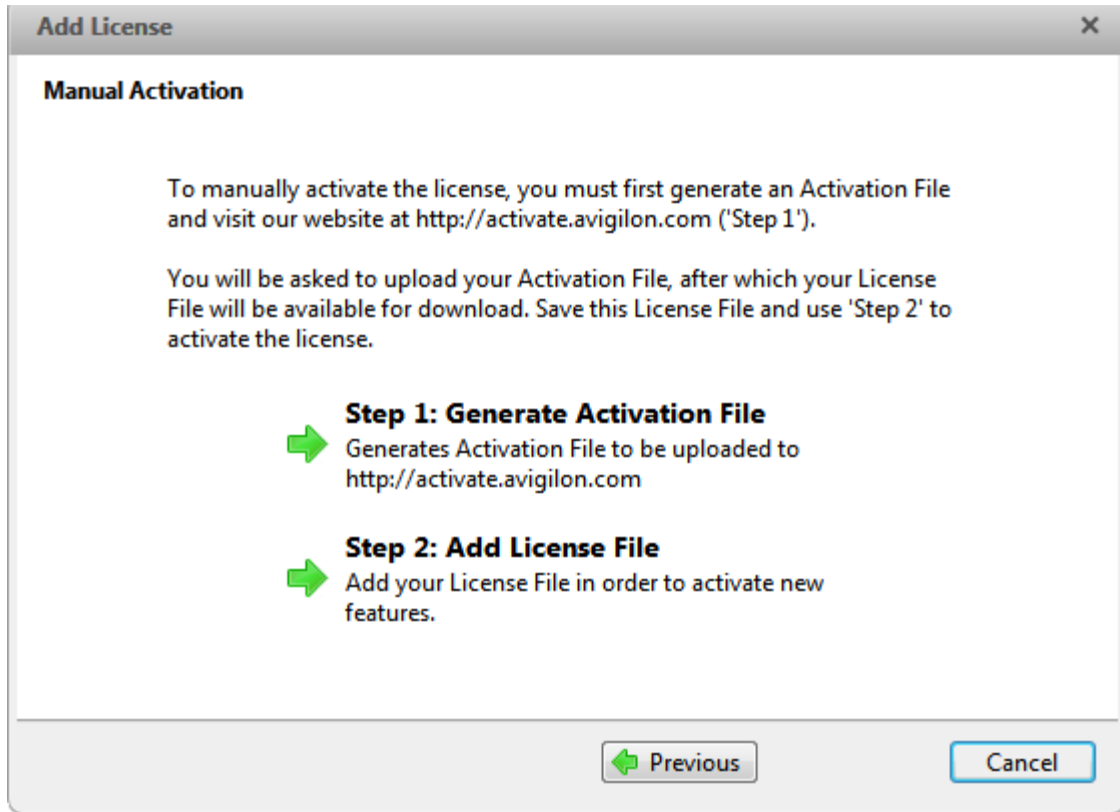 Add License
Manual Activation
To manually activate the license, you must first generate an Activation File
and visit our website at http://activate.avigilon.com ('Step 1').
You will be asked to upload your Activation File, after which your License
File will be available for download. Save this License File and use 'Step 2' to
activate the license.
Step 1: Generate Activation File
Generates Activation File to be uploaded to
http://activate.avigilon.com
Step 2: Add License File
Add your License File in order to activate new
features.
Previous
Cancel